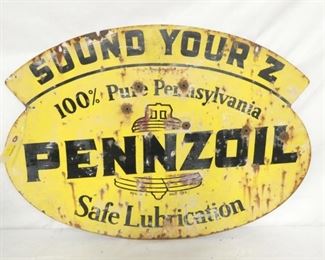 SOUND YOUR Z
100% Pure Pennsylvania
PENNZOIL
Safe Lubrication